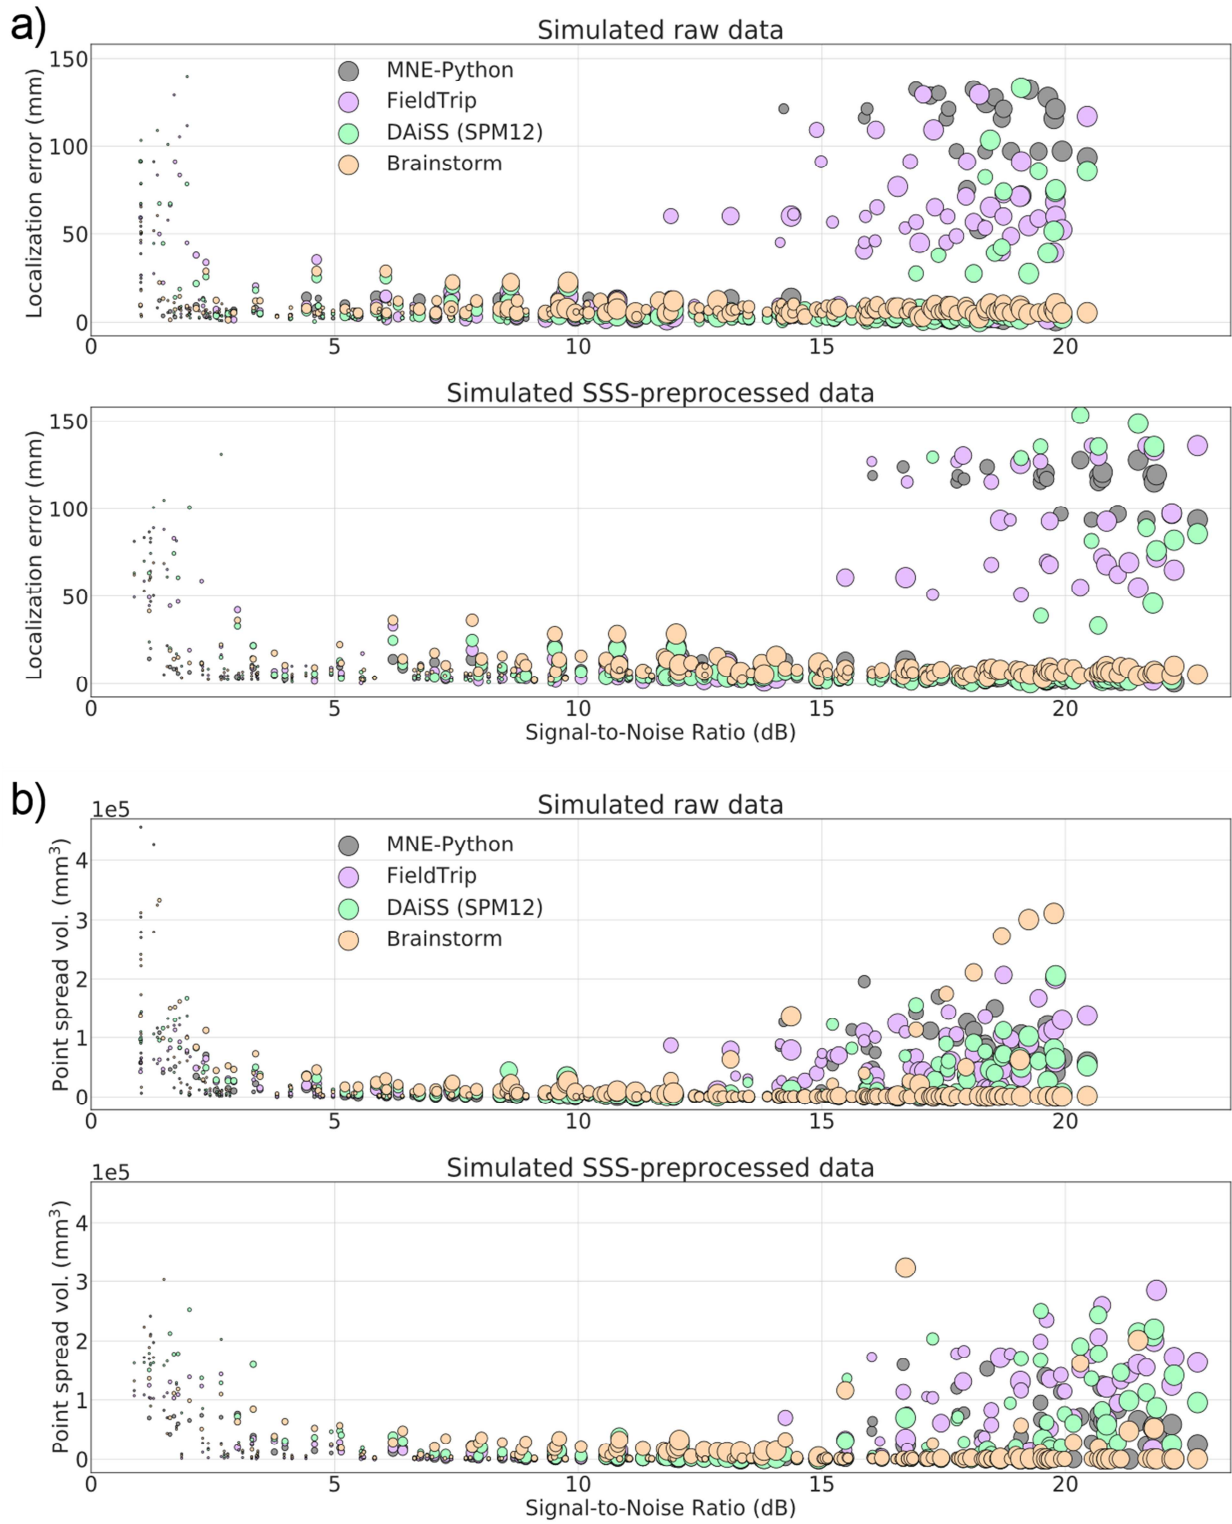 a)
Simulated raw data
Localization error (mm)
150
100
50
0
MNE-Python
FieldTrip
DAiSS (SPM12)
Brainstorm
0 5 10 15 20
Simulated SSS-preprocessed data
Localization error (mm)
150
100
50
0
0 5 10 15 20
Signal-to-Noise Ratio (dB)
b)
1e5
Simulated raw data
Point spread vol. (mm³)
4
3
2
1
0
MNE-Python
FieldTrip
DAiSS (SPM12)
Brainstorm
0 5 10 15 20
1e5
Simulated SSS-preprocessed data
Point spread vol. (mm³)
4
3
2
1
0
0 5 10 15 20
Signal-to-Noise Ratio (dB)